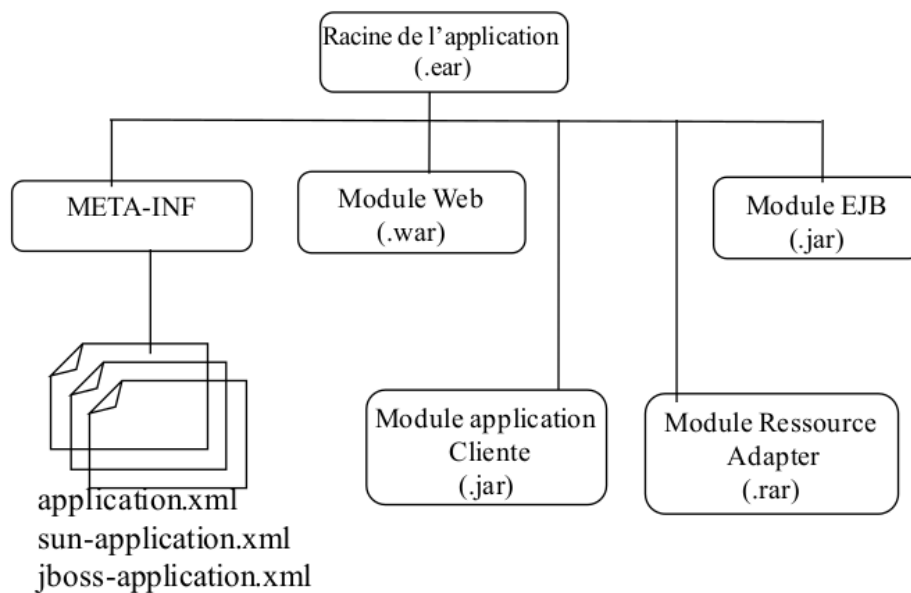 Racine de l’application
(.ear)
META-INF
Module Web
(.war)
Module EJB
(.jar)
Module application
Cliente
(.jar)
Module Ressource
Adapter
(.rar)
application.xml
sun-application.xml
jboss-application.xml